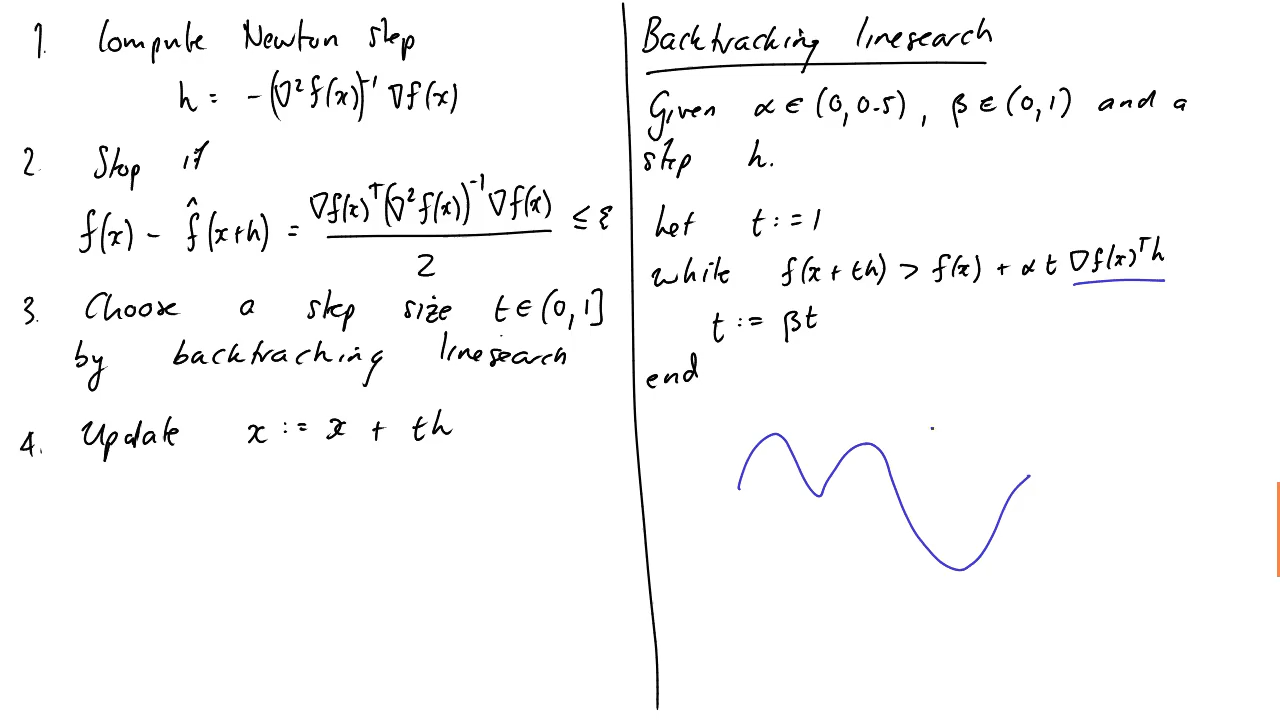 1. Compute Newton step
h = -(∇²f(x))⁻¹ ∇f(x)
2. Stop if
f(x) - f̂(x+h) = ∇f(x)ᵀ(∇²f(x))⁻¹∇f(x) / 2 ≤ ε
3. Choose a step size t ∈ (0, 1]
by backtracking linesearch
4. Update x := x + th
Backtracking linesearch
Given α ∈ (0, 0.5), β ∈ (0, 1) and a
step h.
Let t := 1
while f(x + th) > f(x) + α t ∇f(x)ᵀh
t := βt
end